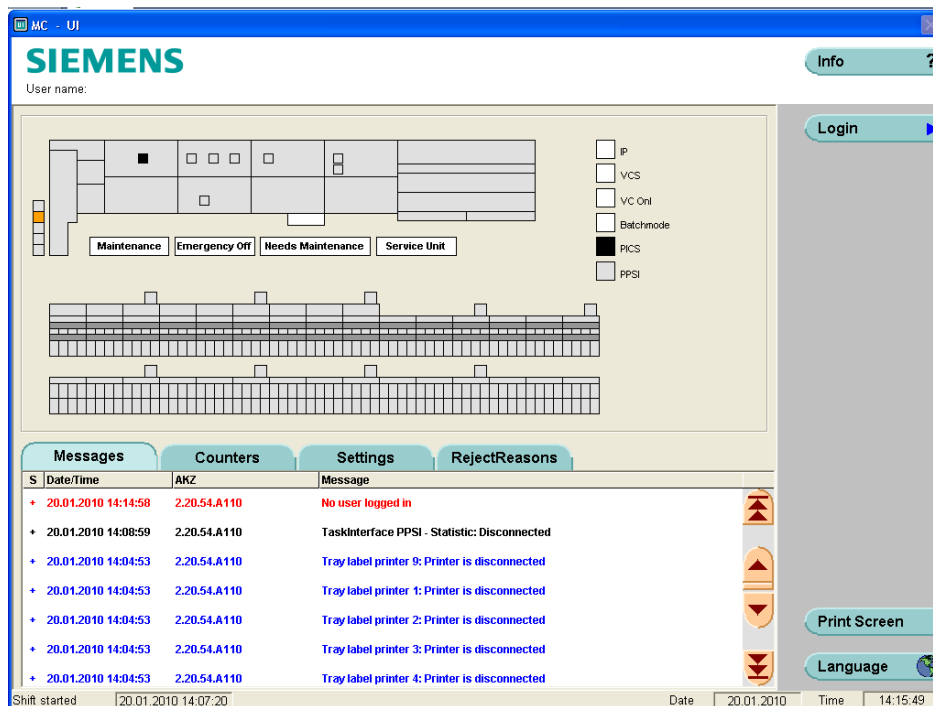 MC - UI
SIEMENS
User name:
Info ?
Login
IP
VCS
VC Onl
Batchmode
PICS
PPSI
Maintenance Emergency Off Needs Maintenance Service Unit
Messages Counters Settings RejectReasons
S Date/Time AKZ Message
+ 20.01.2010 14:14:58 2.20.54.A110 No user logged in
+ 20.01.2010 14:08:59 2.20.54.A110 TaskInterface PPSI - Statistic: Disconnected
+ 20.01.2010 14:04:53 2.20.54.A110 Tray label printer 9: Printer is disconnected
+ 20.01.2010 14:04:53 2.20.54.A110 Tray label printer 1: Printer is disconnected
+ 20.01.2010 14:04:53 2.20.54.A110 Tray label printer 2: Printer is disconnected
+ 20.01.2010 14:04:53 2.20.54.A110 Tray label printer 3: Printer is disconnected
+ 20.01.2010 14:04:53 2.20.54.A110 Tray label printer 4: Printer is disconnected
Print Screen
Language
Shift started 20.01.2010 14:07:20 Date 20.01.2010 Time 14:15:49